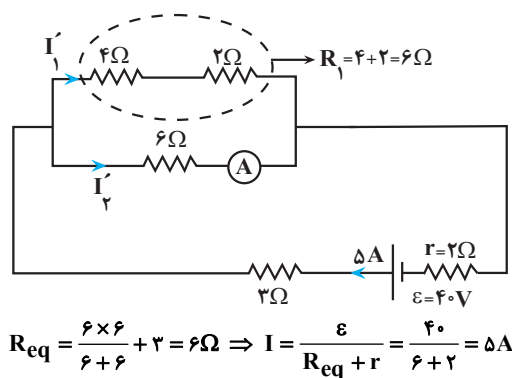 I′۱ ۴Ω ۲Ω R۱=۴+۲=۶Ω
۶Ω
I′۲ A
۵A r=۲Ω
۳Ω ε=۴۰V
Req = ۶×۶/۶+۶ + ۳ = ۶Ω ⇒ I = ε/Req + r = ۴۰/۶+۲ = ۵A